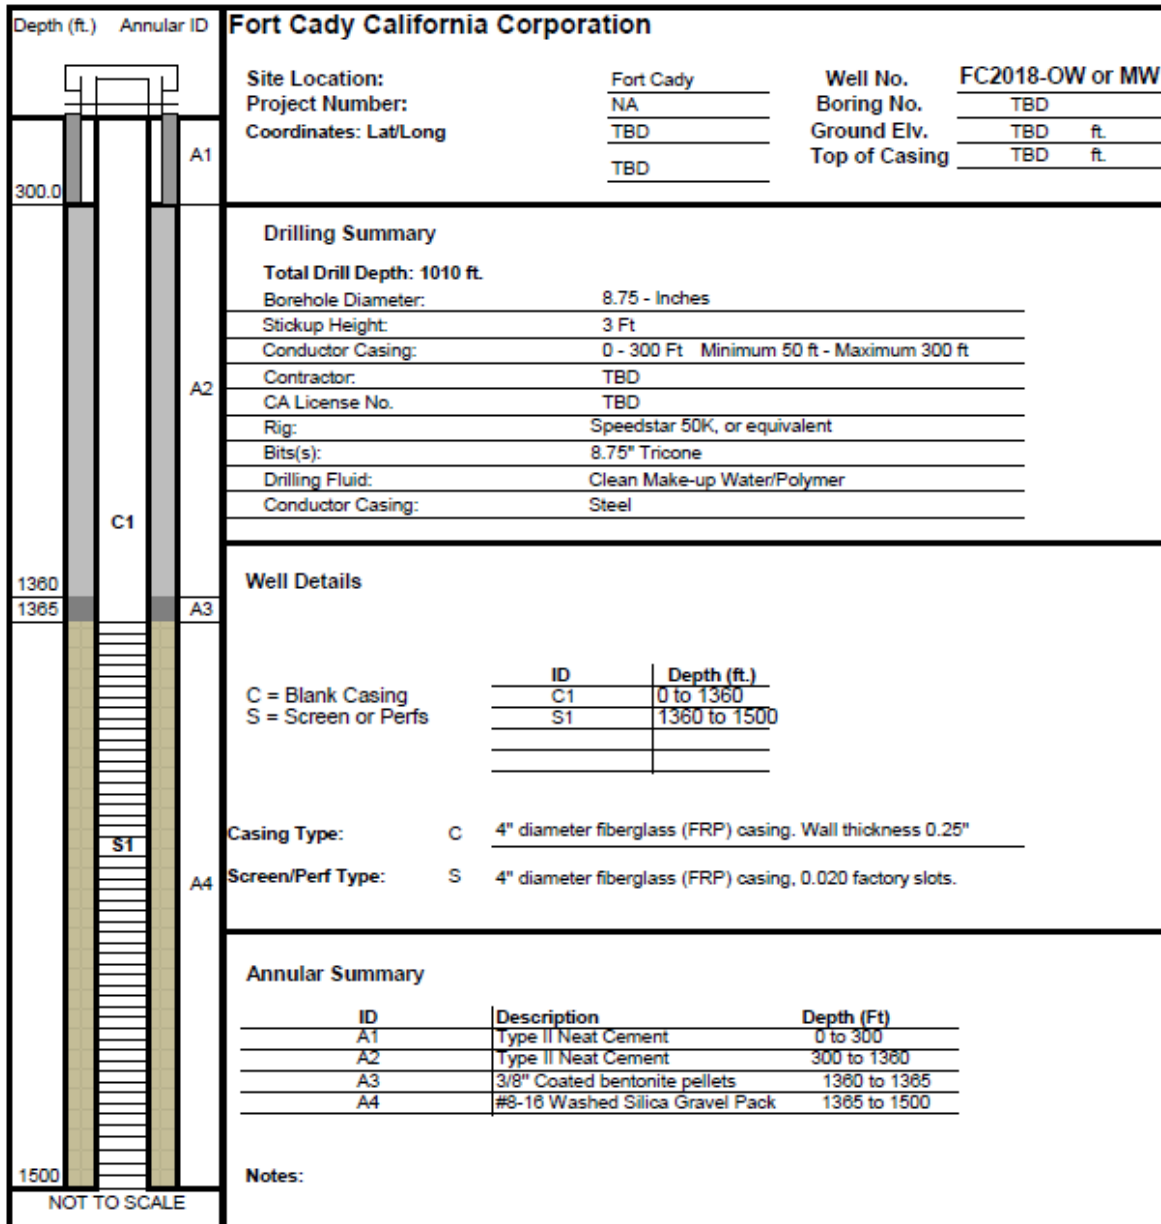 Depth (ft.) Annular ID
Fort Cady California Corporation
Site Location: Fort Cady Well No. FC2018-OW or MW
Project Number: NA Boring No. TBD
Coordinates: Lat/Long TBD Ground Elv. TBD ft.
TBD Top of Casing TBD ft.
A1
300.0
Drilling Summary
Total Drill Depth: 1010 ft.
Borehole Diameter: 8.75 - Inches
Stickup Height: 3 Ft
Conductor Casing: 0 - 300 Ft Minimum 50 ft - Maximum 300 ft
Contractor: TBD
A2
CA License No. TBD
Rig: Speedstar 50K, or equivalent
Bits(s): 8.75" Tricone
Drilling Fluid: Clean Make-up Water/Polymer
Conductor Casing: Steel
C1
1360
1365 A3
Well Details
ID Depth (ft.)
C = Blank Casing C1 0 to 1360
S = Screen or Perfs S1 1360 to 1500
Casing Type: C 4" diameter fiberglass (FRP) casing. Wall thickness 0.25"
S1
Screen/Perf Type: S 4" diameter fiberglass (FRP) casing, 0.020 factory slots.
A4
Annular Summary
ID Description Depth (Ft)
A1 Type II Neat Cement 0 to 300
A2 Type II Neat Cement 300 to 1360
A3 3/8" Coated bentonite pellets 1360 to 1365
A4 #8-16 Washed Silica Gravel Pack 1365 to 1500
1500
Notes:
NOT TO SCALE